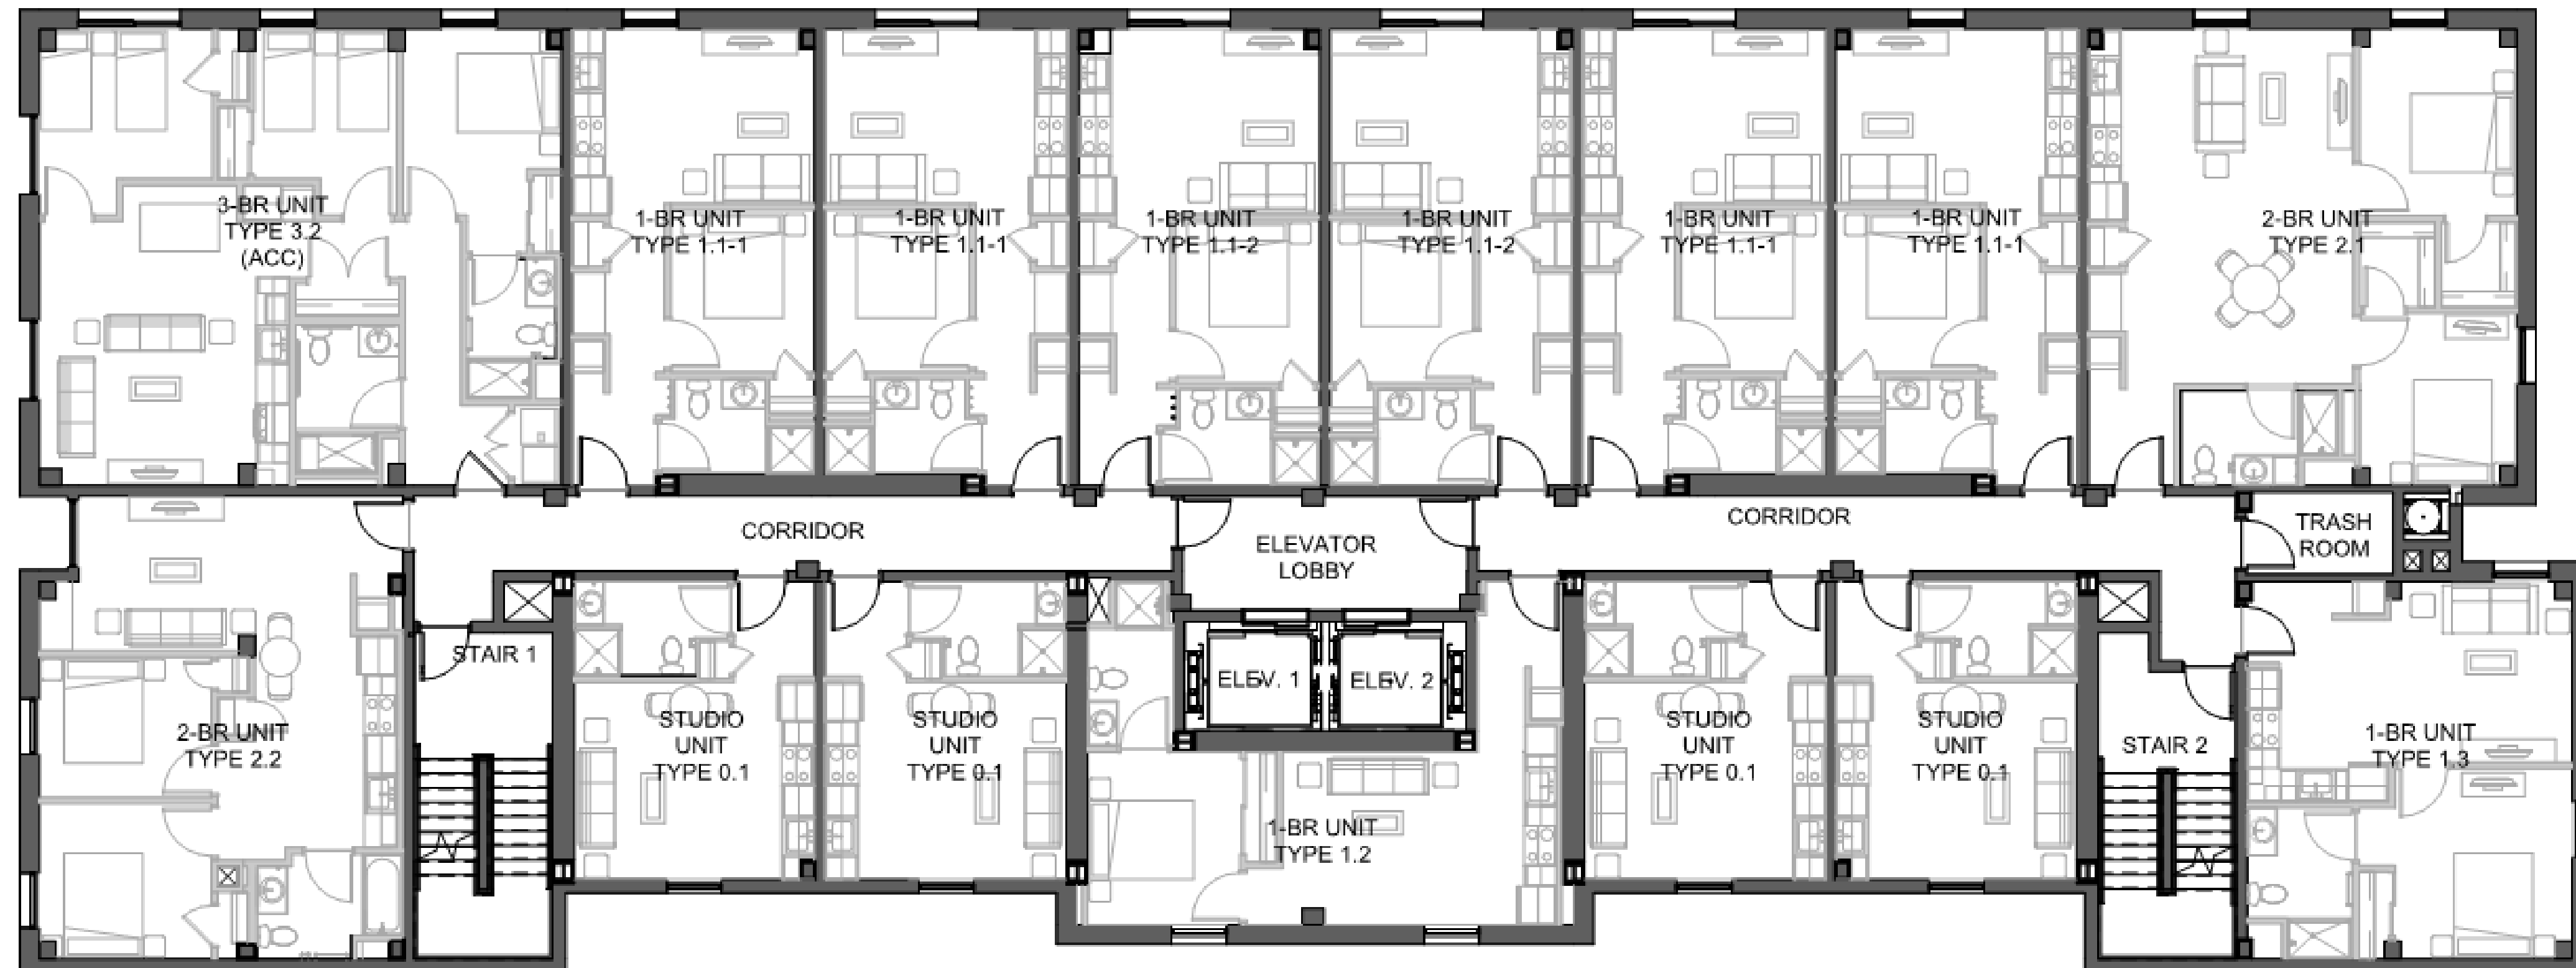 3-BR UNIT
TYPE 3.2
(ACC)
1-BR UNIT
TYPE 1.1-1
1-BR UNIT
TYPE 1.1-1
1-BR UNIT
TYPE 1.1-2
1-BR UNIT
TYPE 1.1-2
1-BR UNIT
TYPE 1.1-1
1-BR UNIT
TYPE 1.1-1
2-BR UNIT
TYPE 2.1
CORRIDOR
ELEVATOR
LOBBY
CORRIDOR
TRASH
ROOM
2-BR UNIT
TYPE 2.2
STAIR 1
STUDIO
UNIT
TYPE 0.1
STUDIO
UNIT
TYPE 0.1
ELEV. 1
ELEV. 2
1-BR UNIT
TYPE 1.2
STUDIO
UNIT
TYPE 0.1
STUDIO
UNIT
TYPE 0.1
STAIR 2
1-BR UNIT
TYPE 1.3